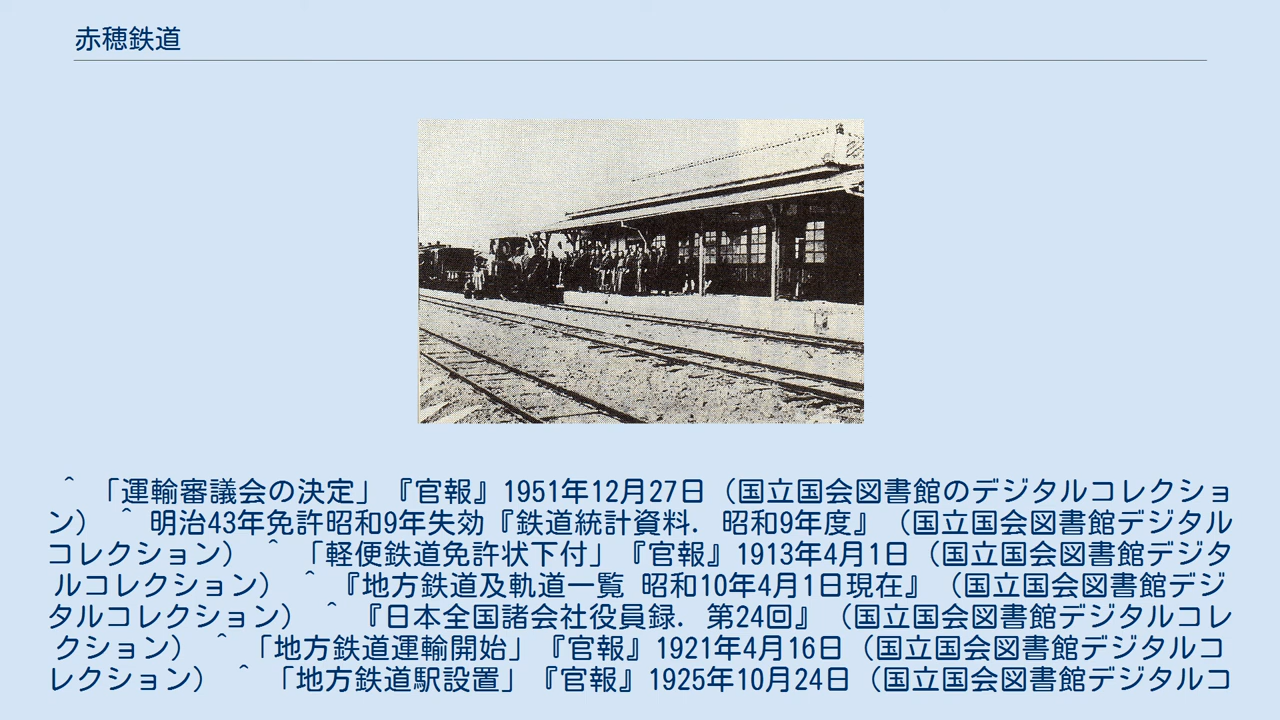 赤穂鉄道
＾ 「運輸審議会の決定」『官報』1951年12月27日（国立国会図書館のデジタルコレクショ
ン） ＾ 明治43年免許昭和9年失効『鉄道統計資料. 昭和9年度』（国立国会図書館デジタル
コレクション） ＾ 「軽便鉄道免許状下付」『官報』1913年4月1日（国立国会図書館デジタ
ルコレクション） ＾ 『地方鉄道及軌道一覧 昭和10年4月1日現在』（国立国会図書館デジ
タルコレクション） ＾ 『日本全国諸会社役員録. 第24回』（国立国会図書館デジタルコレ
クション） ＾ 「地方鉄道運輸開始」『官報』1921年4月16日（国立国会図書館デジタルコ
レクション） ＾ 「地方鉄道駅設置」『官報』1925年10月24日（国立国会図書館デジタルコ